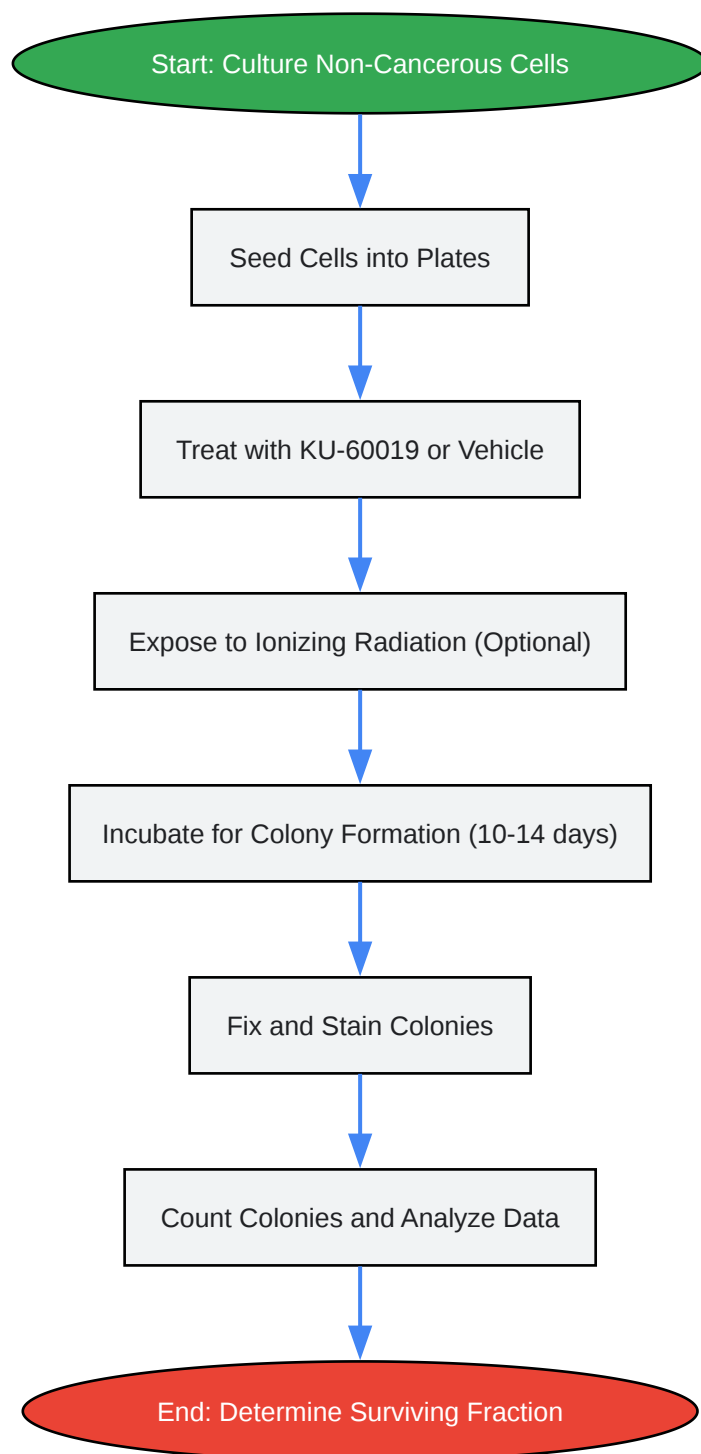 Start: Culture Non-Cancerous Cells
Seed Cells into Plates
Treat with KU-60019 or Vehicle
Expose to Ionizing Radiation (Optional)
Incubate for Colony Formation (10-14 days)
Fix and Stain Colonies
Count Colonies and Analyze Data
End: Determine Surviving Fraction